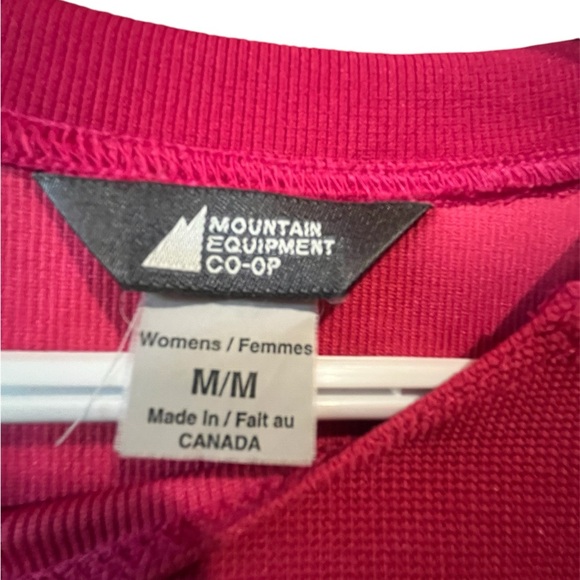 MOUNTAIN
EQUIPMENT
CO-OP
Womens / Femmes
M/M
Made in / Fait au
CANADA